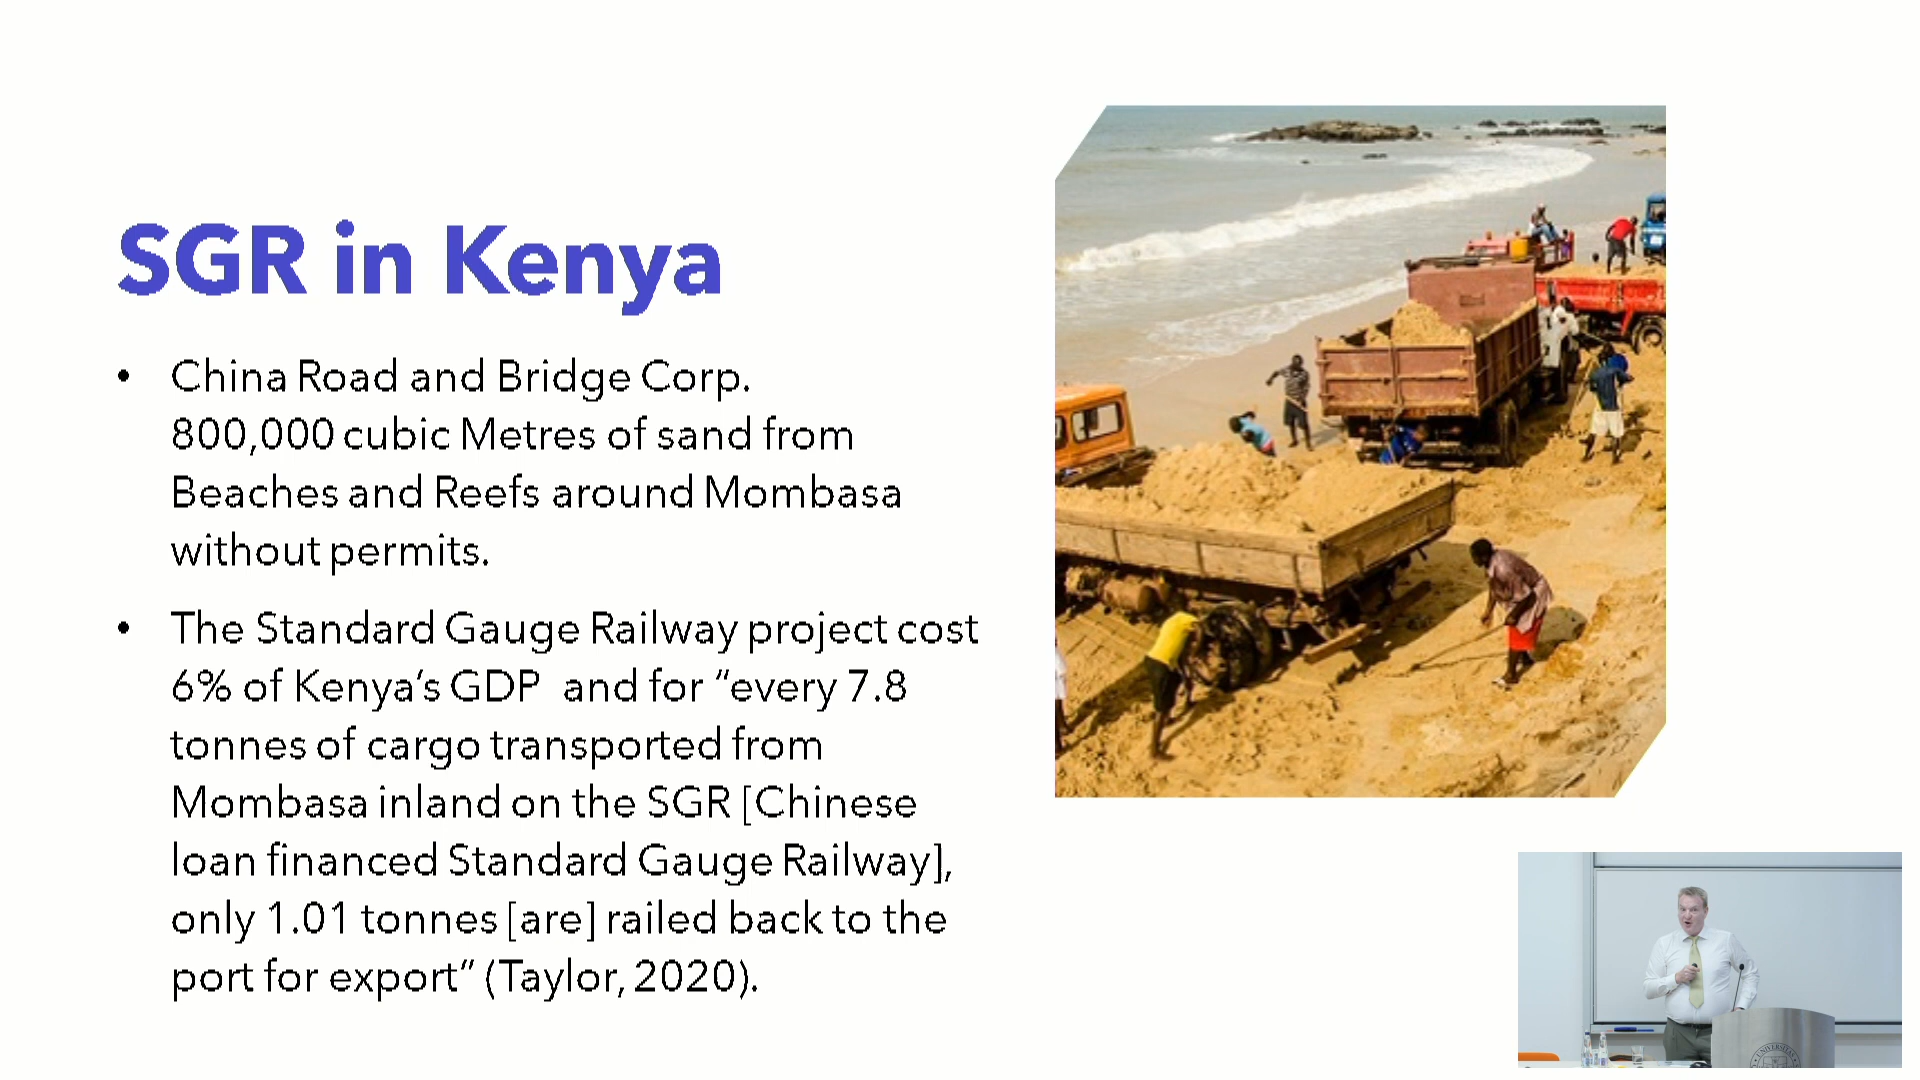 SGR in Kenya
• China Road and Bridge Corp.
800,000 cubic Metres of sand from
Beaches and Reefs around Mombasa
without permits.
• The Standard Gauge Railway project cost
6% of Kenya’s GDP  and for “every 7.8
tonnes of cargo transported from
Mombasa inland on the SGR [Chinese
loan financed Standard Gauge Railway],
only 1.01 tonnes [are] railed back to the
port for export” (Taylor, 2020).